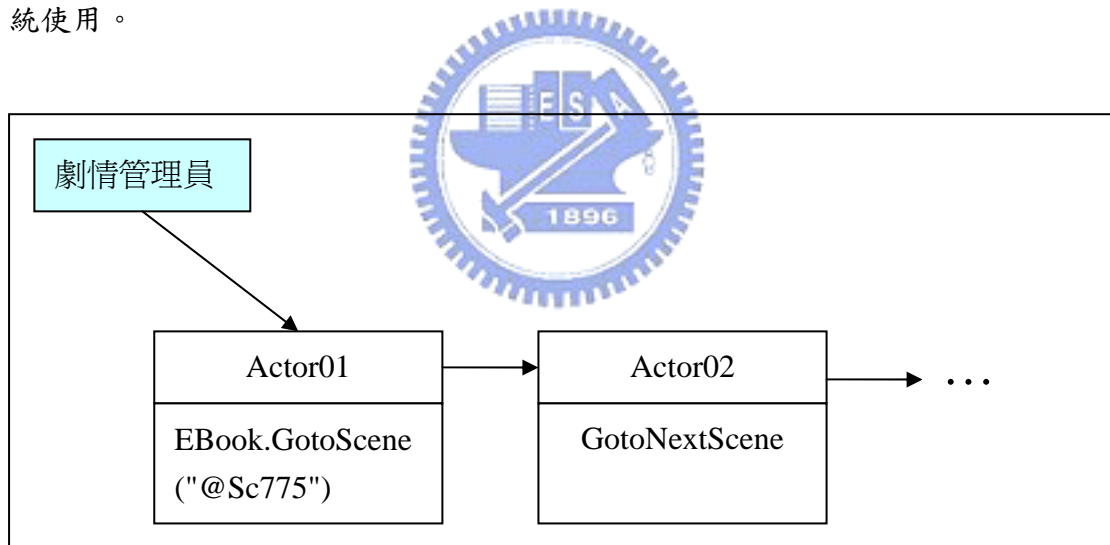 統使用。
E S A
1896
劇情管理員
Actor01
Actor02
...
EBook.GotoScene
("@Sc775")
GotoNextScene